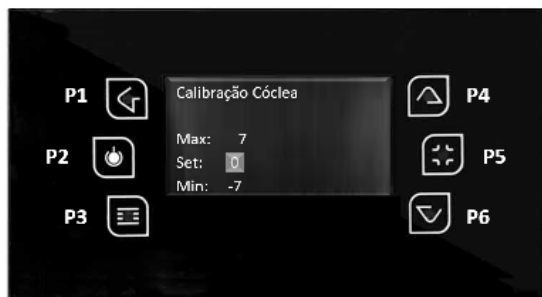 P1
P2
P3
Calibração Cóclea
Max: 7
Set: 0
Min: -7
P4
P5
P6